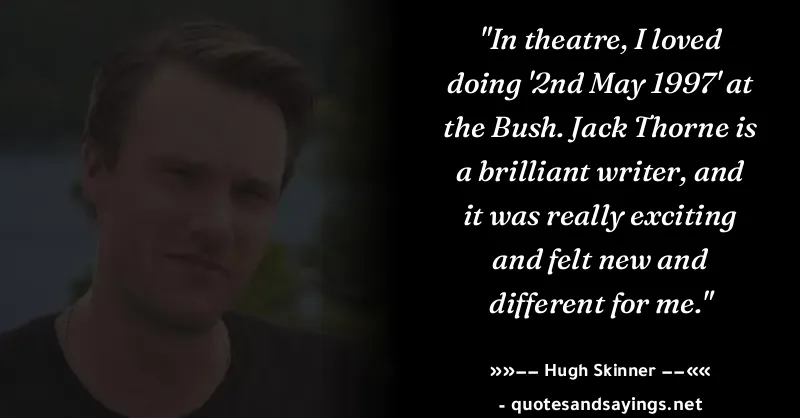 "In theatre, I loved
doing '2nd May 1997' at
the Bush. Jack Thorne is
a brilliant writer, and
it was really exciting
and felt new and
different for me."
»»−− Hugh Skinner −−««
- quotesandsayings.net